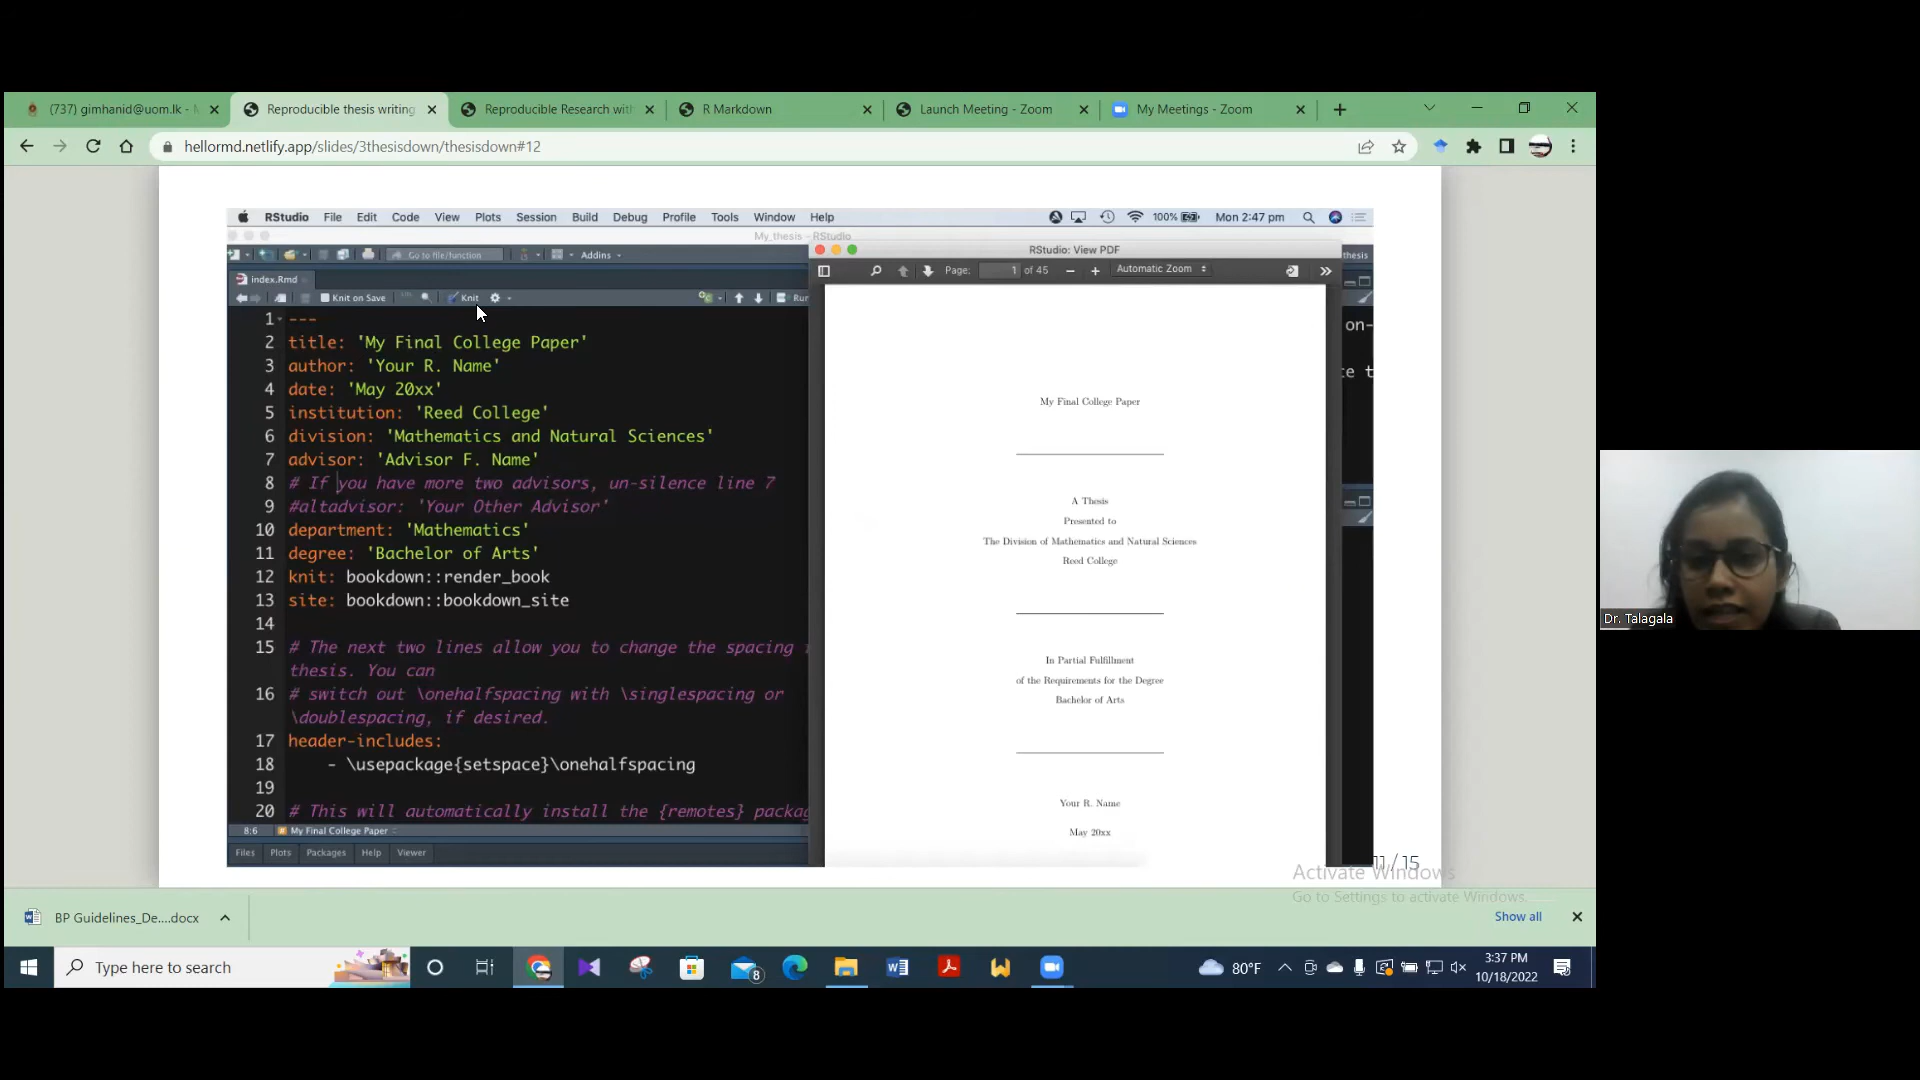 (737) gimhanid@uom.lk -
Reproducible thesis writing
Reproducible Research with
R Markdown
Launch Meeting - Zoom
My Meetings - Zoom
hellormd.netlify.app/slides/3thesisdown/thesisdown#12
RStudio File Edit Code View Plots Session Build Debug Profile Tools Window Help
100% Mon 2:47 pm
My_thesis - RStudio
Go to file/function Addins
index.Rmd
Knit on Save Knit Run
1 ---
2 title: 'My Final College Paper'
3 author: 'Your R. Name'
4 date: 'May 20xx'
5 institution: 'Reed College'
6 division: 'Mathematics and Natural Sciences'
7 advisor: 'Advisor F. Name'
8 # If you have more two advisors, un-silence line 7
9 #altadvisor: 'Your Other Advisor'
10 department: 'Mathematics'
11 degree: 'Bachelor of Arts'
12 knit: bookdown::render_book
13 site: bookdown::bookdown_site
14
15 # The next two lines allow you to change the spacing
thesis. You can
16 # switch out \onehalfspacing with \singlespacing or
\doublespacing, if desired.
17 header-includes:
18 - \usepackage{setspace}\onehalfspacing
19
20 # This will automatically install the {remotes} packag
8:6 My Final College Paper
Files Plots Packages Help Viewer
RStudio: View PDF
Page: 1 of 45 Automatic Zoom
thesis
on-
My Final College Paper
A Thesis
Presented to
The Division of Mathematics and Natural Sciences
Reed College
In Partial Fulfillment
of the Requirements for the Degree
Bachelor of Arts
Your R. Name
May 20xx
11 / 15
Activate Windows
Go to Settings to activate Windows.
BP Guidelines_De....docx
Show all
Type here to search
8
80°F
3:37 PM
10/18/2022
Dr. Talagala